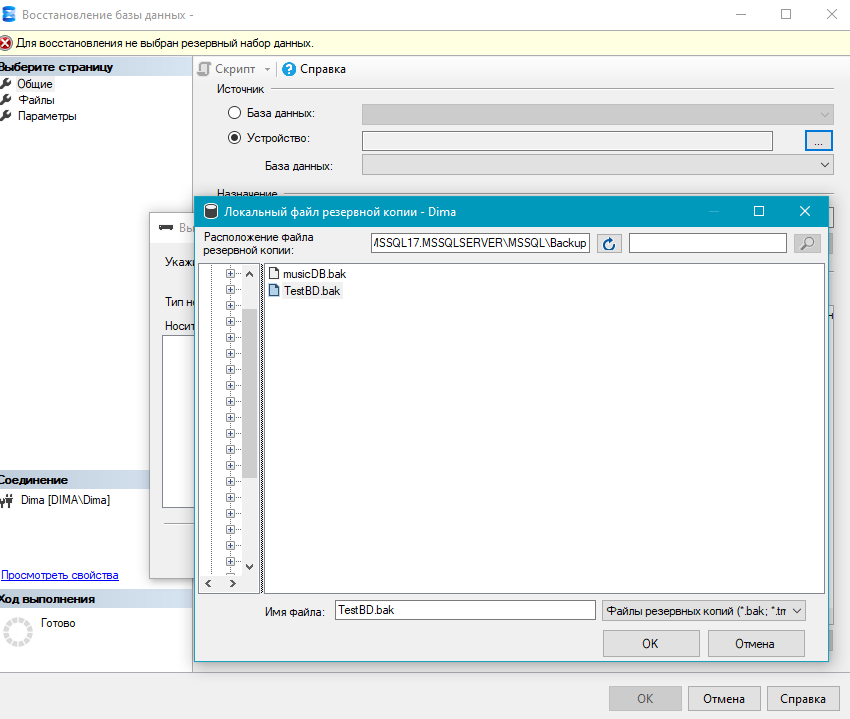 Восстановление базы данных -
Для восстановления не выбран резервный набор данных.
Выберите страницу
Общие
Файлы
Параметры
Скрипт
Справка
Источник
База данных:
Устройство:
...
База данных:
Назначение
Локальный файл резервной копии - Dima
Расположение файла
резервной копии:
MSSQL17.MSSQLSERVER\MSSQL\Backup
musicDB.bak
TestBD.bak
Имя файла:
TestBD.bak
Файлы резервных копий (*.bak; *.trn
OK
Отмена
Вы
Укажи
Тип но
Носит
Соединение
Dima [DIMA\Dima]
Просмотреть свойства
Ход выполнения
Готово
OK
Отмена
Справка